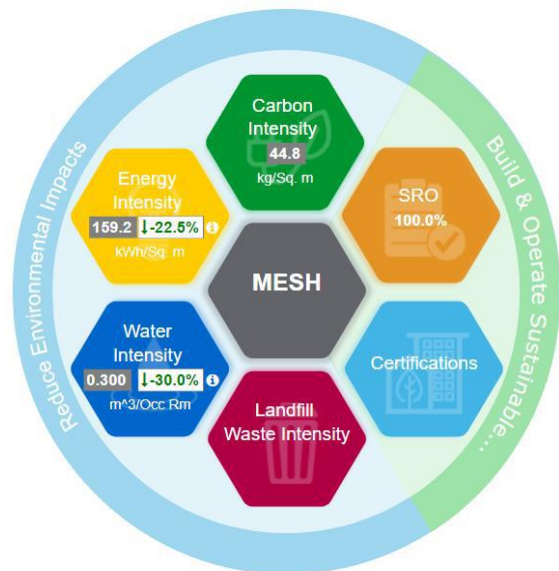 Reduce Environmental Impacts
Build & Operate Sustainable...
Carbon
Intensity
44.8
kg/Sq. m
Energy
Intensity
159.2 ↓-22.5% i
kWh/Sq. m
SRO
100.0%
MESH
Water
Intensity
0.300 ↓-30.0% i
m^3/Occ Rm
Certifications
Landfill
Waste Intensity